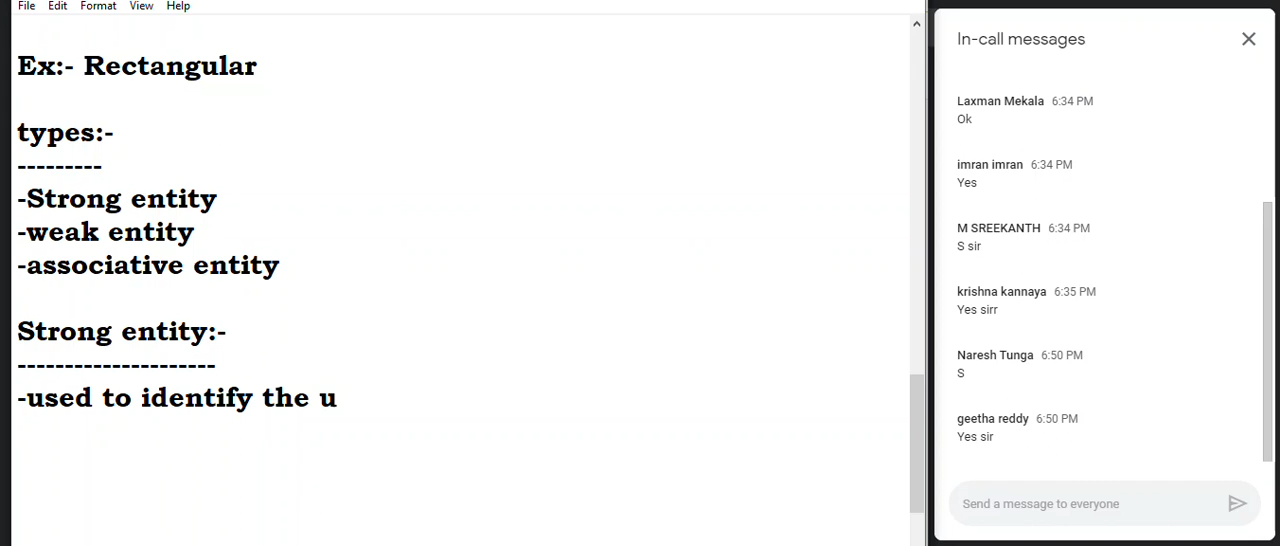 File Edit Format View Help
Ex:- Rectangular
types:-
---------
-Strong entity
-weak entity
-associative entity
Strong entity:-
---------------------
-used to identify the u
In-call messages
Laxman Mekala 6:34 PM
Ok
imran imran 6:34 PM
Yes
M SREEKANTH 6:34 PM
S sir
krishna kannaya 6:35 PM
Yes sirr
Naresh Tunga 6:50 PM
S
geetha reddy 6:50 PM
Yes sir
Send a message to everyone